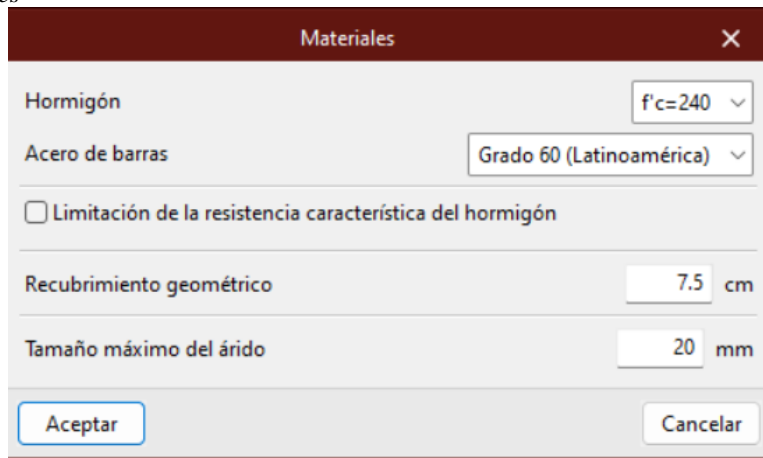 Materiales
Hormigón f'c=240
Acero de barras Grado 60 (Latinoamérica)
Limitación de la resistencia característica del hormigón
Recubrimiento geométrico 7.5 cm
Tamaño máximo del árido 20 mm
Aceptar Cancelar